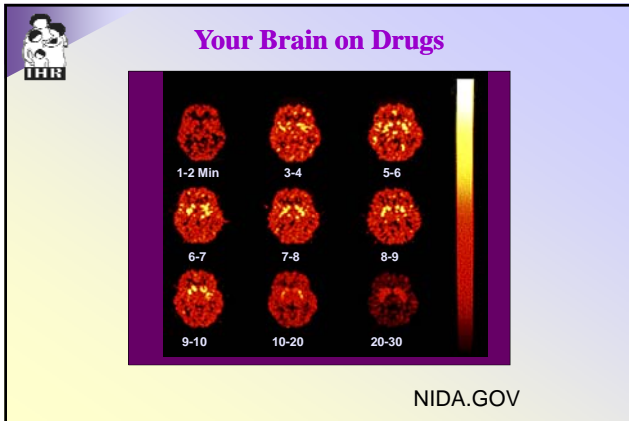 IHR
Your Brain on Drugs
1-2 Min 3-4 5-6
6-7 7-8 8-9
9-10 10-20 20-30
NIDA.GOV